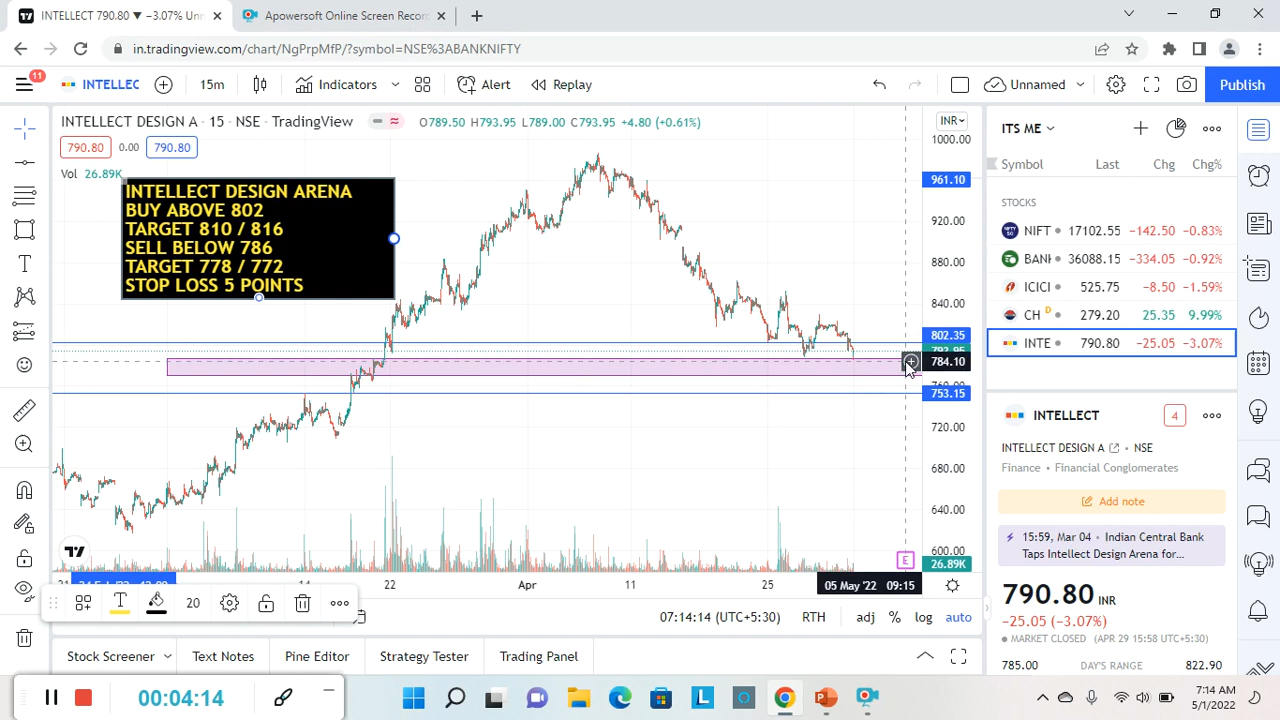 INTELLECT 790.80 ▼ −3.07% Unn
Apowersoft Online Screen Recor
in.tradingview.com/chart/NgPrpMfP/?symbol=NSE%3ABANKNIFTY
11
INTELLEC
15m
Indicators
Alert
Replay
Unnamed
Publish
INTELLECT DESIGN A · 15 · NSE · TradingView
O789.50 H793.95 L789.00 C793.95 +4.80 (+0.61%)
INR
790.80 0.00 790.80
Vol 26.89K
INTELLECT DESIGN ARENA
BUY ABOVE 802
TARGET 810 / 816
SELL BELOW 786
TARGET 778 / 772
STOP LOSS 5 POINTS
1000.00
961.10
920.00
880.00
840.00
802.35
793.95
784.10
760.00
753.15
720.00
680.00
640.00
600.00
26.89K
E
14
22
Apr
11
25
05 May '22 09:15
20
07:14:14 (UTC+5:30)
RTH
adj
%
log
auto
Stock Screener
Text Notes
Pine Editor
Strategy Tester
Trading Panel
ITS ME
Symbol Last Chg Chg%
STOCKS
NIFT 17102.55 −142.50 −0.83%
BANK 36088.15 −334.05 −0.92%
ICICI 525.75 −8.50 −1.59%
CH D 279.20 25.35 9.99%
INTE 790.80 −25.05 −3.07%
INTELLECT
4
INTELLECT DESIGN A · NSE
Finance · Financial Conglomerates
Add note
15:59, Mar 04 · Indian Central Bank
Taps Intellect Design Arena for...
790.80 INR
−25.05 (−3.07%)
MARKET CLOSED (APR 29 15:58 UTC+5:30)
785.00 DAY'S RANGE 822.90
00:04:14
7:14 AM
5/1/2022